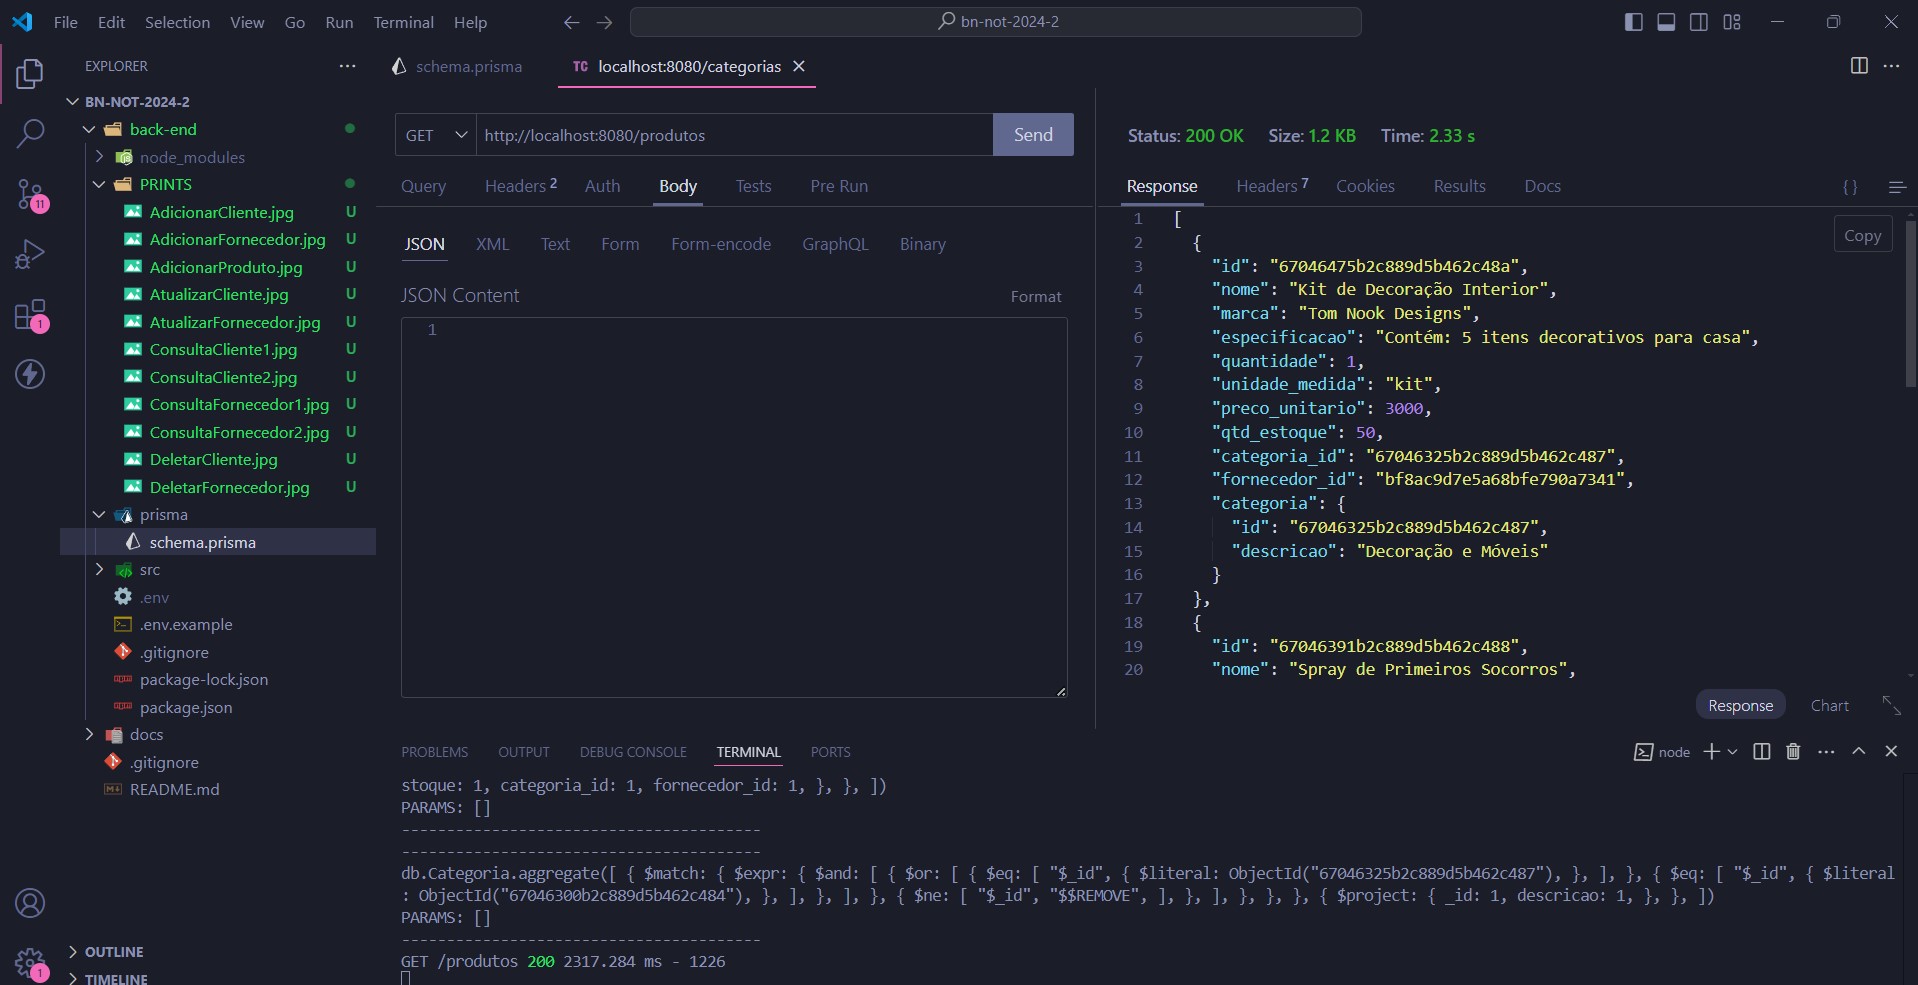 File Edit Selection View Go Run Terminal Help
bn-not-2024-2
EXPLORER
BN-NOT-2024-2
back-end
node_modules
PRINTS
AdicionarCliente.jpg U
AdicionarFornecedor.jpg U
AdicionarProduto.jpg U
AtualizarCliente.jpg U
AtualizarFornecedor.jpg U
ConsultaCliente1.jpg U
ConsultaCliente2.jpg U
ConsultaFornecedor1.jpg U
ConsultaFornecedor2.jpg U
DeletarCliente.jpg U
DeletarFornecedor.jpg U
prisma
schema.prisma
src
.env
.env.example
.gitignore
package-lock.json
package.json
docs
.gitignore
README.md
OUTLINE
TIMELINE
11
1
1
schema.prisma
TC localhost:8080/categorias
GET http://localhost:8080/produtos Send
Query Headers 2 Auth Body Tests Pre Run
JSON XML Text Form Form-encode GraphQL Binary
JSON Content Format
1
Status: 200 OK Size: 1.2 KB Time: 2.33 s
Response Headers 7 Cookies Results Docs { }
Copy
1 [
2 {
3 "id": "67046475b2c889d5b462c48a",
4 "nome": "Kit de Decoração Interior",
5 "marca": "Tom Nook Designs",
6 "especificacao": "Contém: 5 itens decorativos para casa",
7 "quantidade": 1,
8 "unidade_medida": "kit",
9 "preco_unitario": 3000,
10 "qtd_estoque": 50,
11 "categoria_id": "67046325b2c889d5b462c487",
12 "fornecedor_id": "bf8ac9d7e5a68bfe790a7341",
13 "categoria": {
14 "id": "67046325b2c889d5b462c487",
15 "descricao": "Decoração e Móveis"
16 }
17 },
18 {
19 "id": "67046391b2c889d5b462c488",
20 "nome": "Spray de Primeiros Socorros",
Response Chart
PROBLEMS OUTPUT DEBUG CONSOLE TERMINAL PORTS
node
stoque: 1, categoria_id: 1, fornecedor_id: 1, }, }, ])
PARAMS: []
---------------------------------------
---------------------------------------
db.Categoria.aggregate([ { $match: { $expr: { $and: [ { $or: [ { $eq: [ "$_id", { $literal: ObjectId("67046325b2c889d5b462c487"), }, ], }, { $eq: [ "$_id", { $literal
: ObjectId("67046300b2c889d5b462c484"), }, ], }, ], }, { $ne: [ "$_id", "$$REMOVE", ], }, ], }, }, }, { $project: { _id: 1, descricao: 1, }, }, ])
PARAMS: []
---------------------------------------
GET /produtos 200 2317.284 ms - 1226